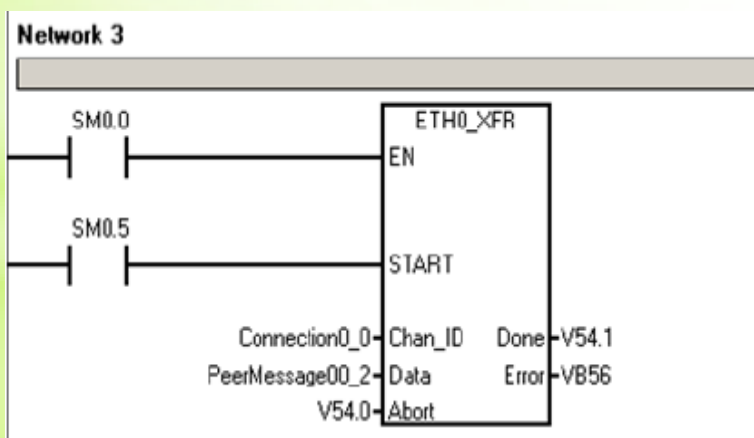 Network 3
SM0.0
ETH0_XFR
EN
SM0.5
START
Connection0_0 Chan_ID Done V54.1
PeerMessage00_2 Data Error VB56
V54.0 Abort